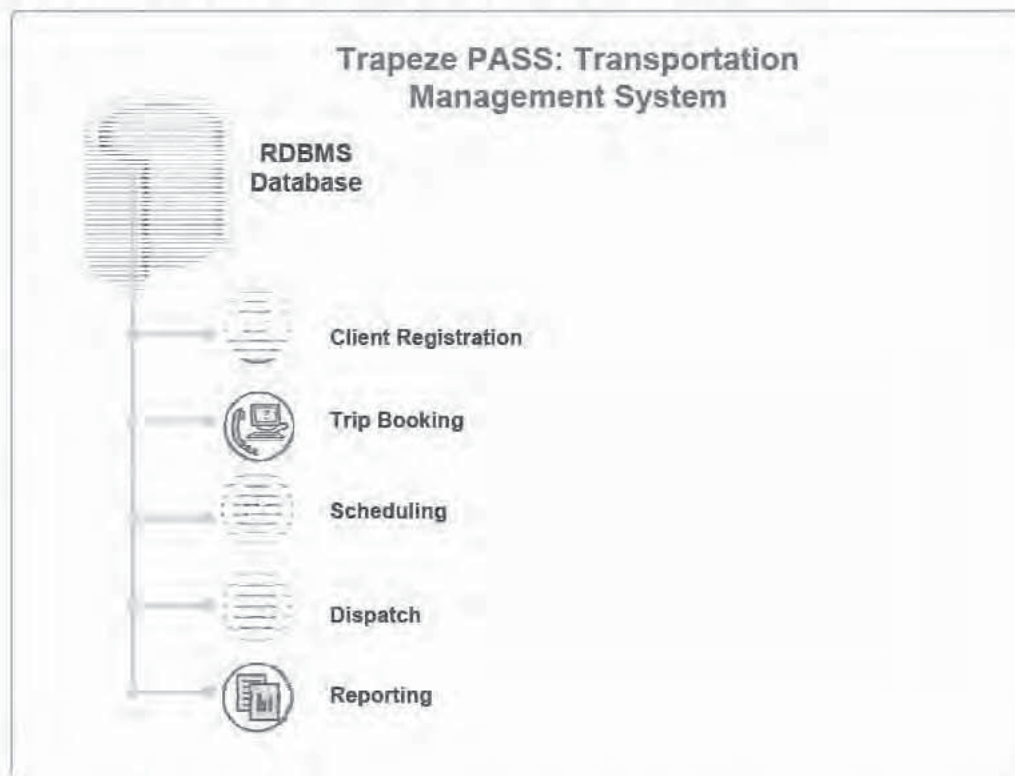 Trapeze PASS: Transportation
Management System
RDBMS
Database
Client Registration
Trip Booking
Scheduling
Dispatch
Reporting